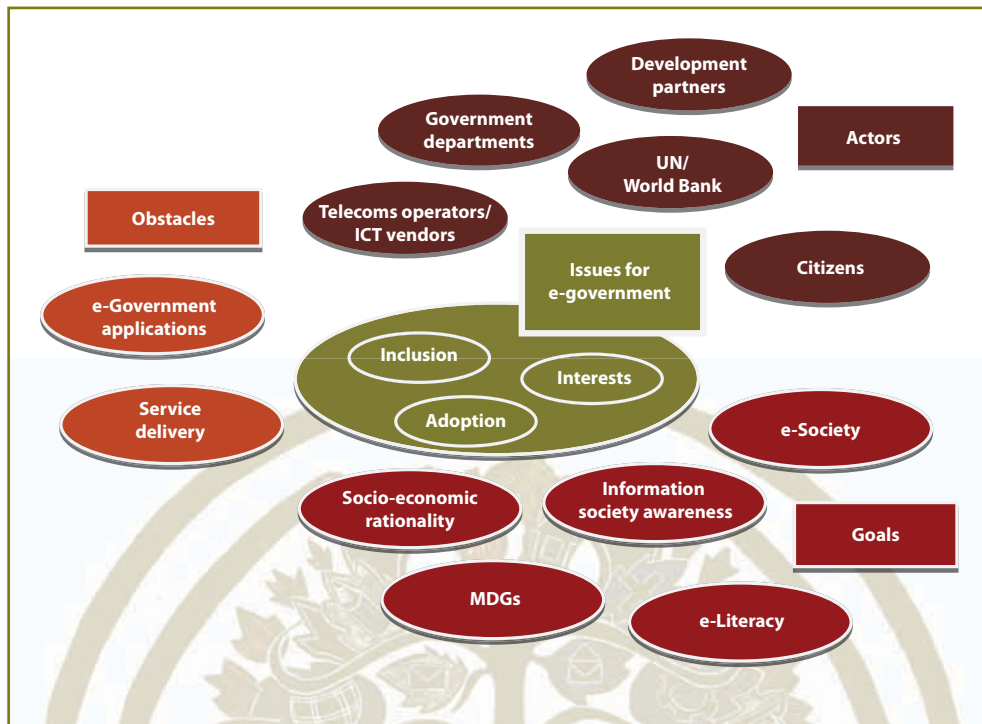 Development
partners
Government
departments
Actors
UN/
World Bank
Obstacles
Telecoms operators/
ICT vendors
Issues for
e-government
Citizens
e-Government
applications
Inclusion
Interests
Adoption
Service
delivery
e-Society
Socio-economic
rationality
Information
society awareness
Goals
MDGs
e-Literacy